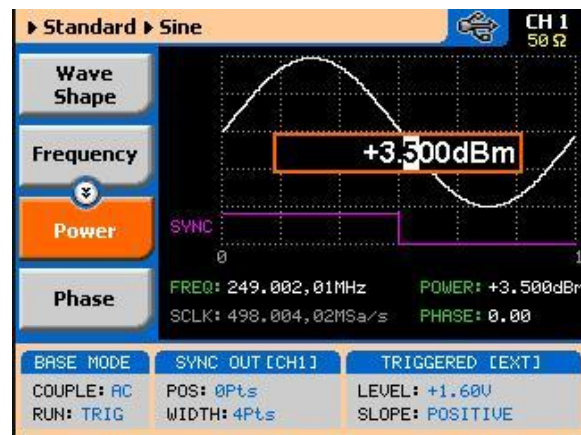 ▸ Standard ▸ Sine
CH 1
50 Ω
Wave
Shape
Frequency
Power
Phase
+3.500dBm
SYNC
0
1
FREQ: 249.002,01MHz
POWER: +3.500dBm
SCLK: 498.004,02MSa/s
PHASE: 0.00
BASE MODE
COUPLE: AC
RUN: TRIG
SYNC OUT [CH1]
POS: 0Pts
WIDTH: 4Pts
TRIGGERED [EXT]
LEVEL: +1.60V
SLOPE: POSITIVE